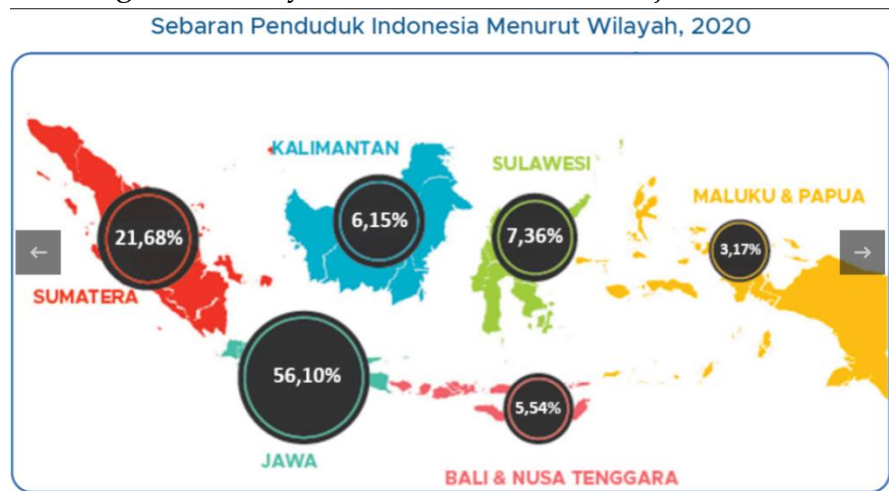 Sebaran Penduduk Indonesia Menurut Wilayah, 2020
KALIMANTAN
SULAWESI
MALUKU & PAPUA
6,15%
21,68%
7,36%
3,17%
SUMATERA
56,10%
5,54%
JAWA
BALI & NUSA TENGGARA